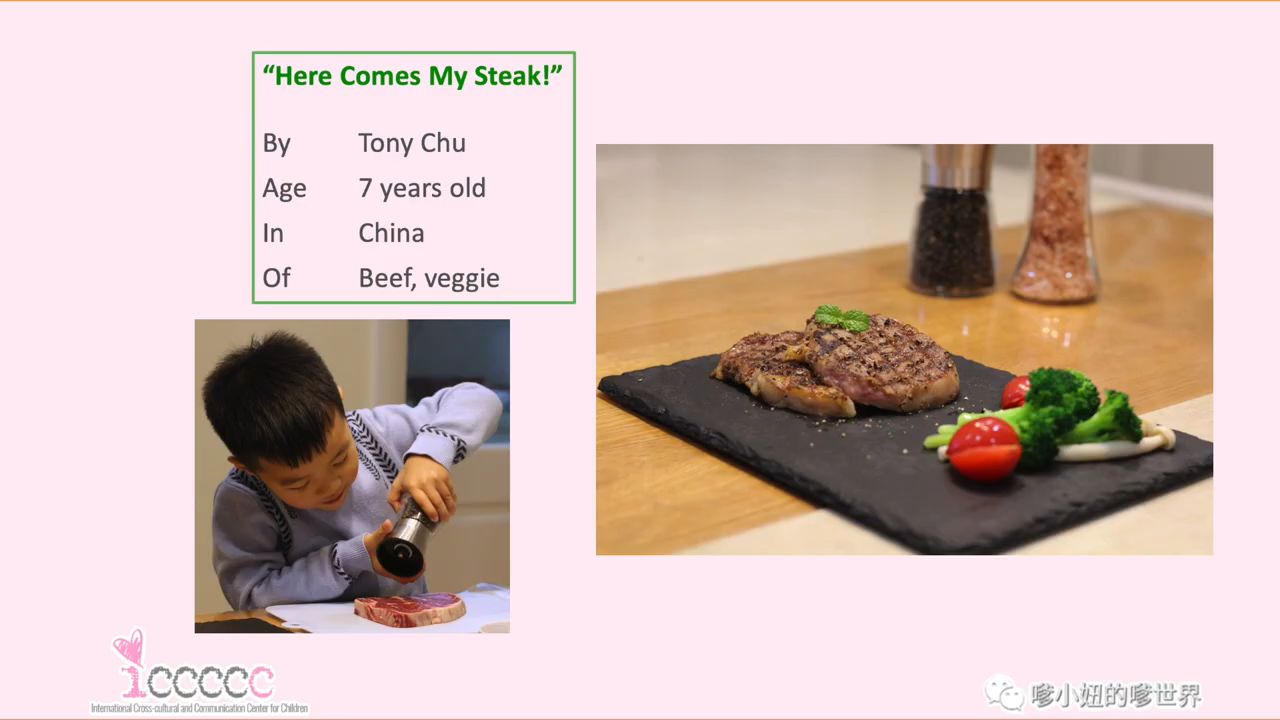 “Here Comes My Steak!”
By Tony Chu
Age 7 years old
In China
Of Beef, veggie
iccccc
International Cross-cultural and Communication Center for Children
嗲小妞的嗲世界